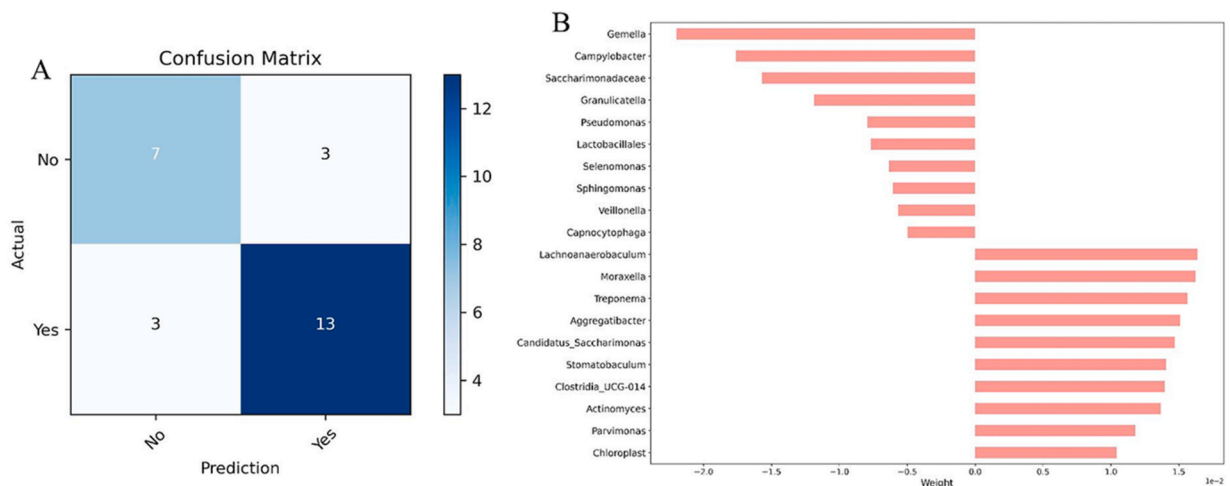 A
Confusion Matrix
No
7
3
Yes
3
13
No
Yes
Actual
Prediction
12
10
8
6
4
B
Gemella
Campylobacter
Saccharimonadaceae
Granulicatella
Pseudomonas
Lactobacillales
Selenomonas
Sphingomonas
Veillonella
Capnocytophaga
Lachnoanaerobaculum
Moraxella
Treponema
Aggregatibacter
Candidatus_Saccharimonas
Stomatobaculum
Clostridia_UCG-014
Actinomyces
Parvimonas
Chloroplast
−2.0 −1.5 −1.0 −0.5 0.0 0.5 1.0 1.5
Weight
1e−2